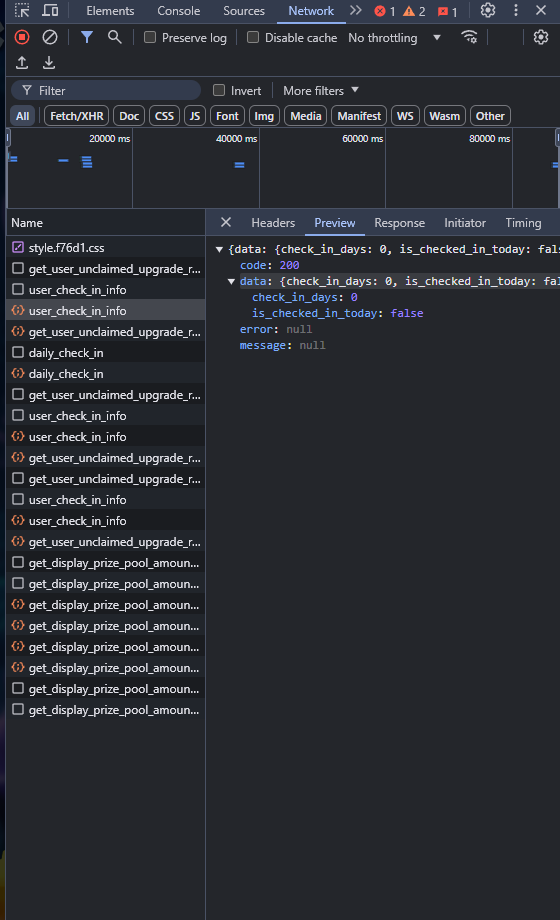 Elements Console Sources Network 1 2 1
Preserve log Disable cache No throttling
Filter Invert More filters
All Fetch/XHR Doc CSS JS Font Img Media Manifest WS Wasm Other
20000 ms 40000 ms 60000 ms 80000 ms
Name
style.f76d1.css
get_user_unclaimed_upgrade_r...
user_check_in_info
user_check_in_info
get_user_unclaimed_upgrade_r...
daily_check_in
daily_check_in
get_user_unclaimed_upgrade_r...
user_check_in_info
user_check_in_info
get_user_unclaimed_upgrade_r...
get_user_unclaimed_upgrade_r...
user_check_in_info
user_check_in_info
get_user_unclaimed_upgrade_r...
get_display_prize_pool_amoun...
get_display_prize_pool_amoun...
get_display_prize_pool_amoun...
get_display_prize_pool_amoun...
get_display_prize_pool_amoun...
get_display_prize_pool_amoun...
get_display_prize_pool_amoun...
get_display_prize_pool_amoun...
Headers Preview Response Initiator Timing
{data: {check_in_days: 0, is_checked_in_today: fals
code: 200
data: {check_in_days: 0, is_checked_in_today: fal
check_in_days: 0
is_checked_in_today: false
error: null
message: null